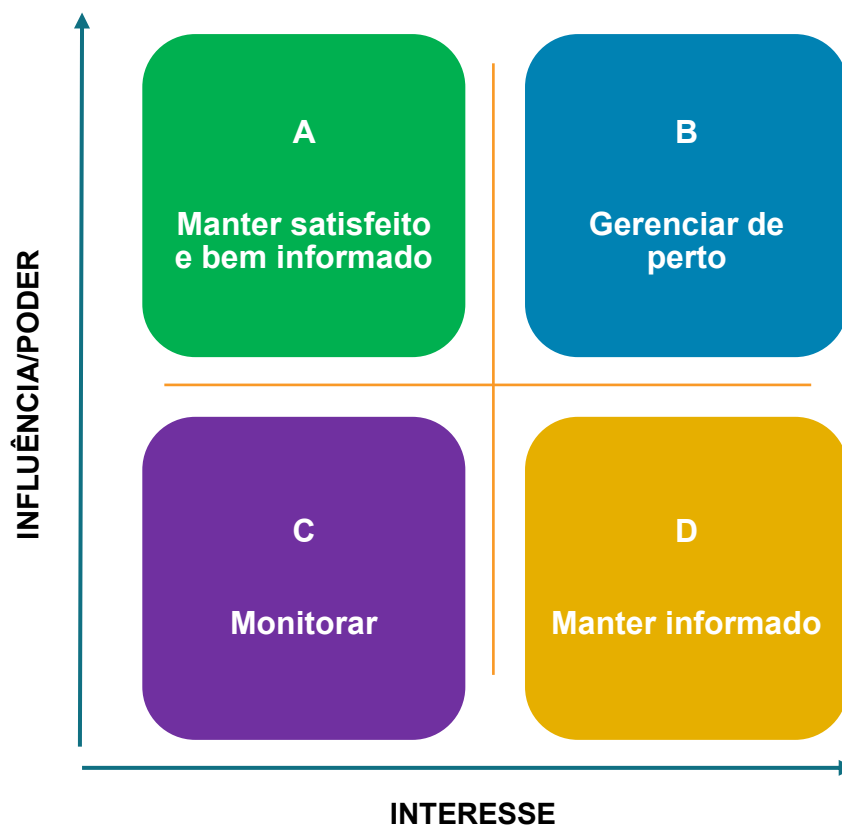 INFLUÊNCIA/PODER
A
Manter satisfeito
e bem informado
B
Gerenciar de
perto
C
Monitorar
D
Manter informado
INTERESSE